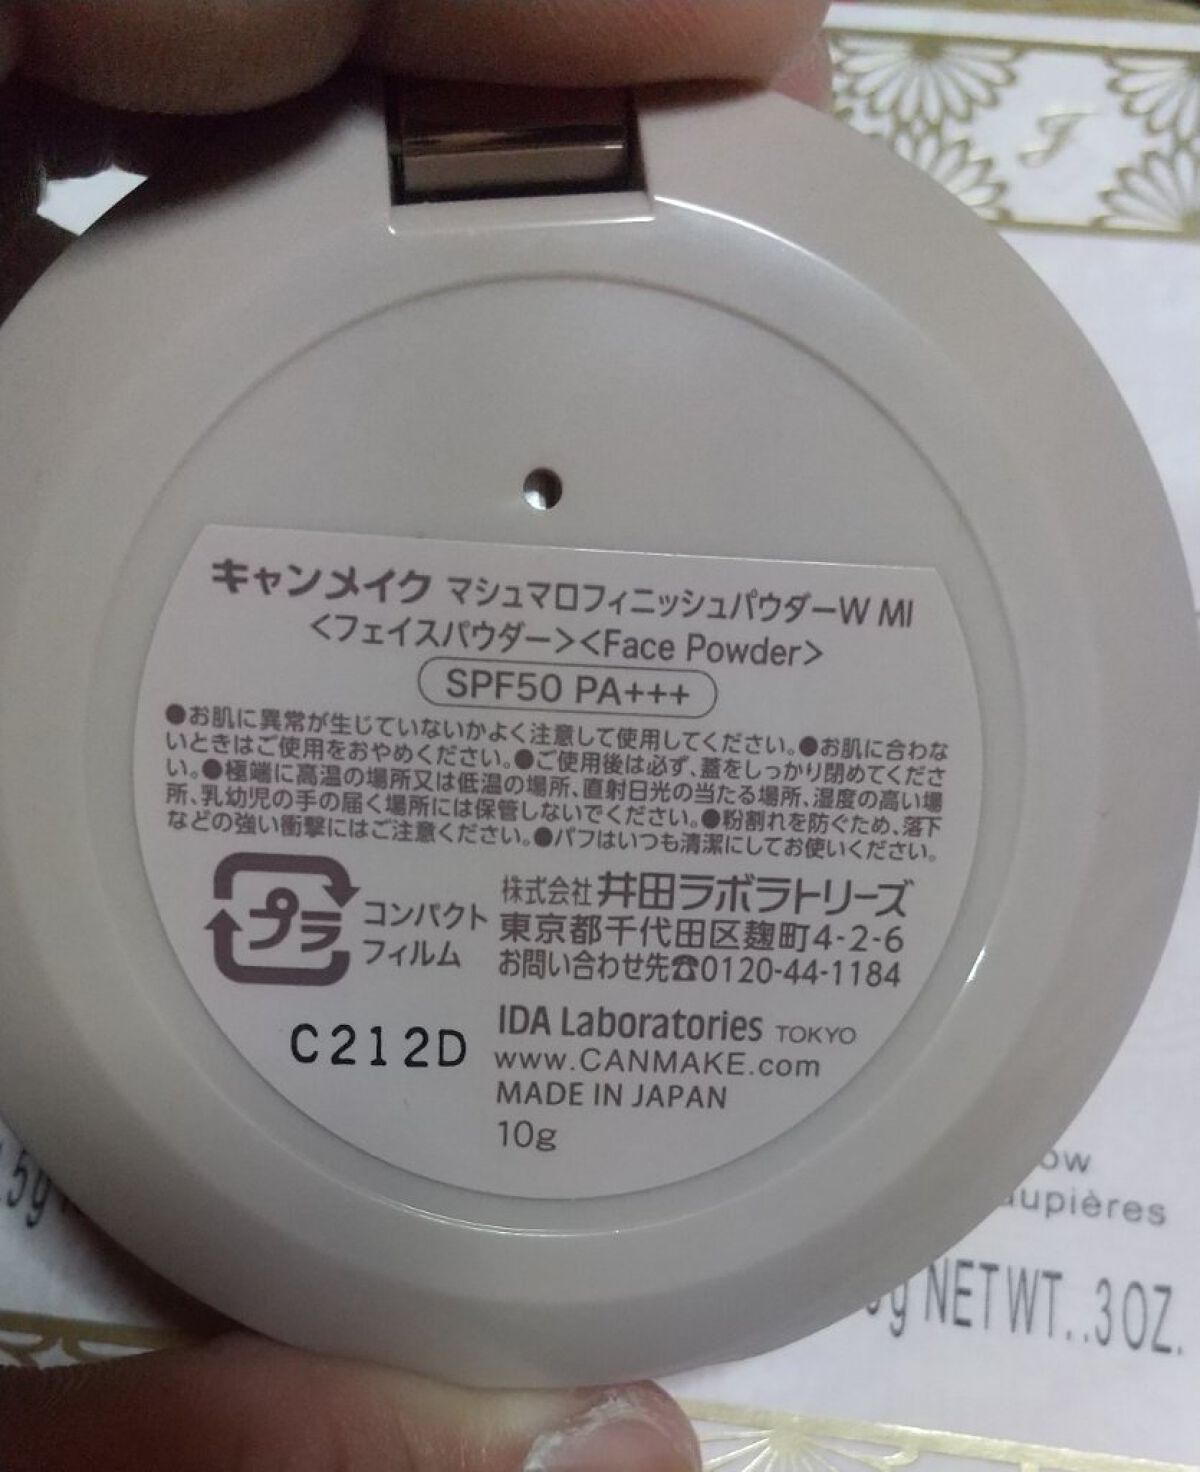 キャンメイク マシュマロフィニッシュパウダーW MI
<フェイスパウダー><Face Powder>
SPF50 PA+++
●お肌に異常が生じていないかよく注意して使用してください。●お肌に合わな
いときはご使用をおやめください。●ご使用後は必ず、蓋をしっかり閉めてくださ
い。●極端に高温の場所又は低温の場所、直射日光の当たる場所、湿度の高い場
所、乳幼児の手の届く場所には保管しないでください。●粉割れを防ぐため、落下
などの強い衝撃にはご注意ください。●パフはいつも清潔にしてお使いください。
プラ
コンパクト
フィルム
株式会社 井田ラボラトリーズ
東京都千代田区麹町4-2-6
お問い合わせ先☎0120-44-1184
C212D
IDA Laboratories TOKYO
www.CANMAKE.com
MADE IN JAPAN
10g
NET WT. .3 OZ.